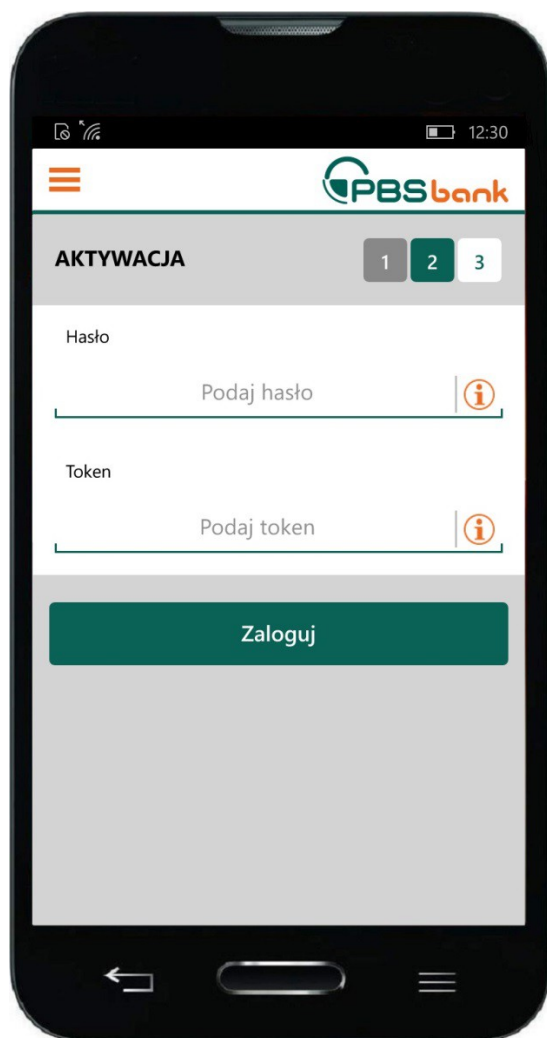 12:30
PBSbank
AKTYWACJA 1 2 3
Hasło
Podaj hasło
Token
Podaj token
Zaloguj